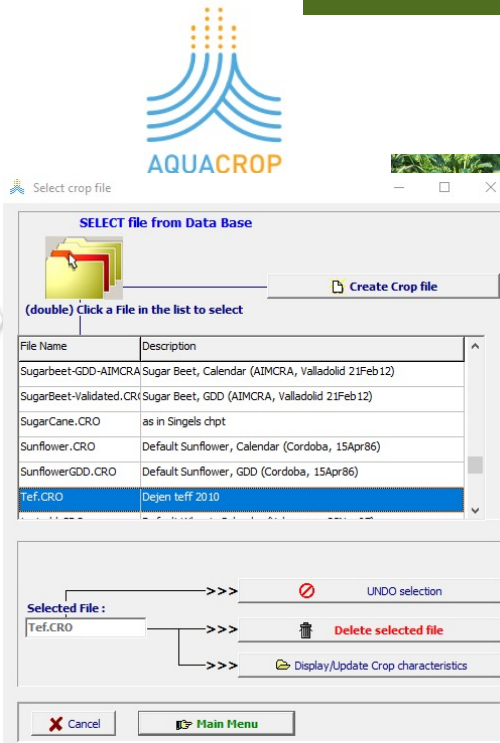 AQUACROP
Select crop file
SELECT file from Data Base
Create Crop file
(double) Click a File in the list to select
File Name Description
Sugarbeet-GDD-AIMCRA Sugar Beet, Calendar (AIMCRA, Valladolid 21Feb12)
SugarBeet-Validated.CR Sugar Beet, GDD (AIMCRA, Valladolid 21Feb12)
SugarCane.CRO as in Singels chpt
Sunflower.CRO Default Sunflower, Calendar (Cordoba, 15Apr86)
SunflowerGDD.CRO Default Sunflower, GDD (Cordoba, 15Apr86)
Tef.CRO Dejen teff 2010
>>> UNDO selection
Selected File :
Tef.CRO
>>> Delete selected file
>>> Display/Update Crop characteristics
Cancel Main Menu